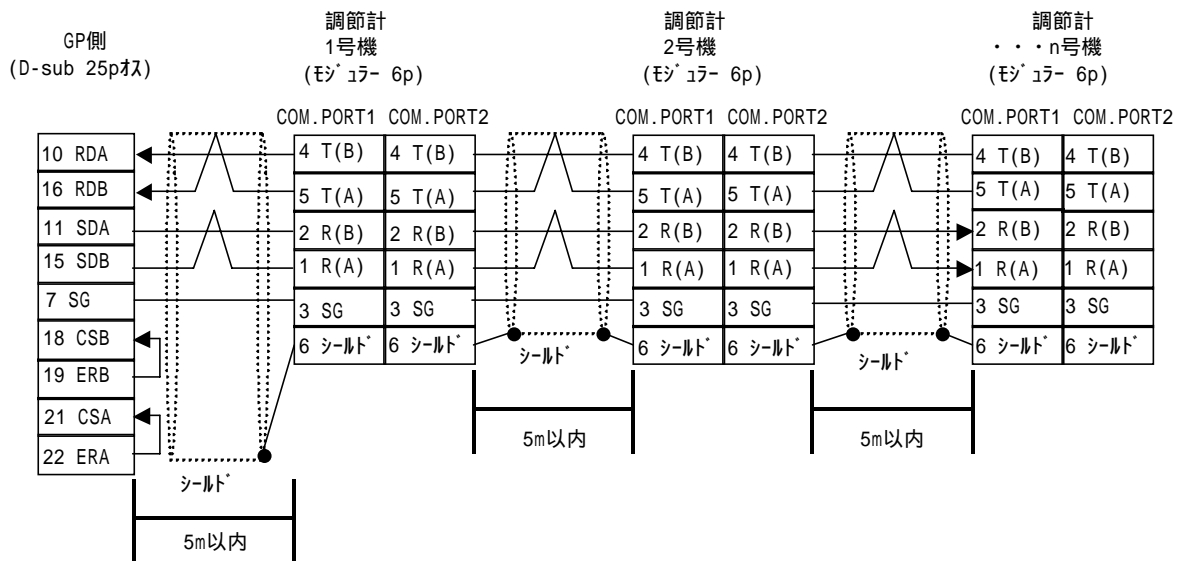 GP側
(D-sub 25pｵｽ)
調節計
1号機
(ﾓｼﾞｭﾗｰ 6p)
調節計
2号機
(ﾓｼﾞｭﾗｰ 6p)
調節計
・・・n号機
(ﾓｼﾞｭﾗｰ 6p)
COM.PORT1 COM.PORT2
COM.PORT1 COM.PORT2
COM.PORT1 COM.PORT2
10 RDA
16 RDB
11 SDA
15 SDB
7 SG
18 CSB
19 ERB
21 CSA
22 ERA
4 T(B) 4 T(B)
5 T(A) 5 T(A)
2 R(B) 2 R(B)
1 R(A) 1 R(A)
3 SG 3 SG
6 ｼｰﾙﾄﾞ 6 ｼｰﾙﾄﾞ
4 T(B) 4 T(B)
5 T(A) 5 T(A)
2 R(B) 2 R(B)
1 R(A) 1 R(A)
3 SG 3 SG
6 ｼｰﾙﾄﾞ 6 ｼｰﾙﾄﾞ
4 T(B) 4 T(B)
5 T(A) 5 T(A)
2 R(B) 2 R(B)
1 R(A) 1 R(A)
3 SG 3 SG
6 ｼｰﾙﾄﾞ 6 ｼｰﾙﾄﾞ
ｼｰﾙﾄﾞ
ｼｰﾙﾄﾞ
ｼｰﾙﾄﾞ
5m以内
5m以内
5m以内